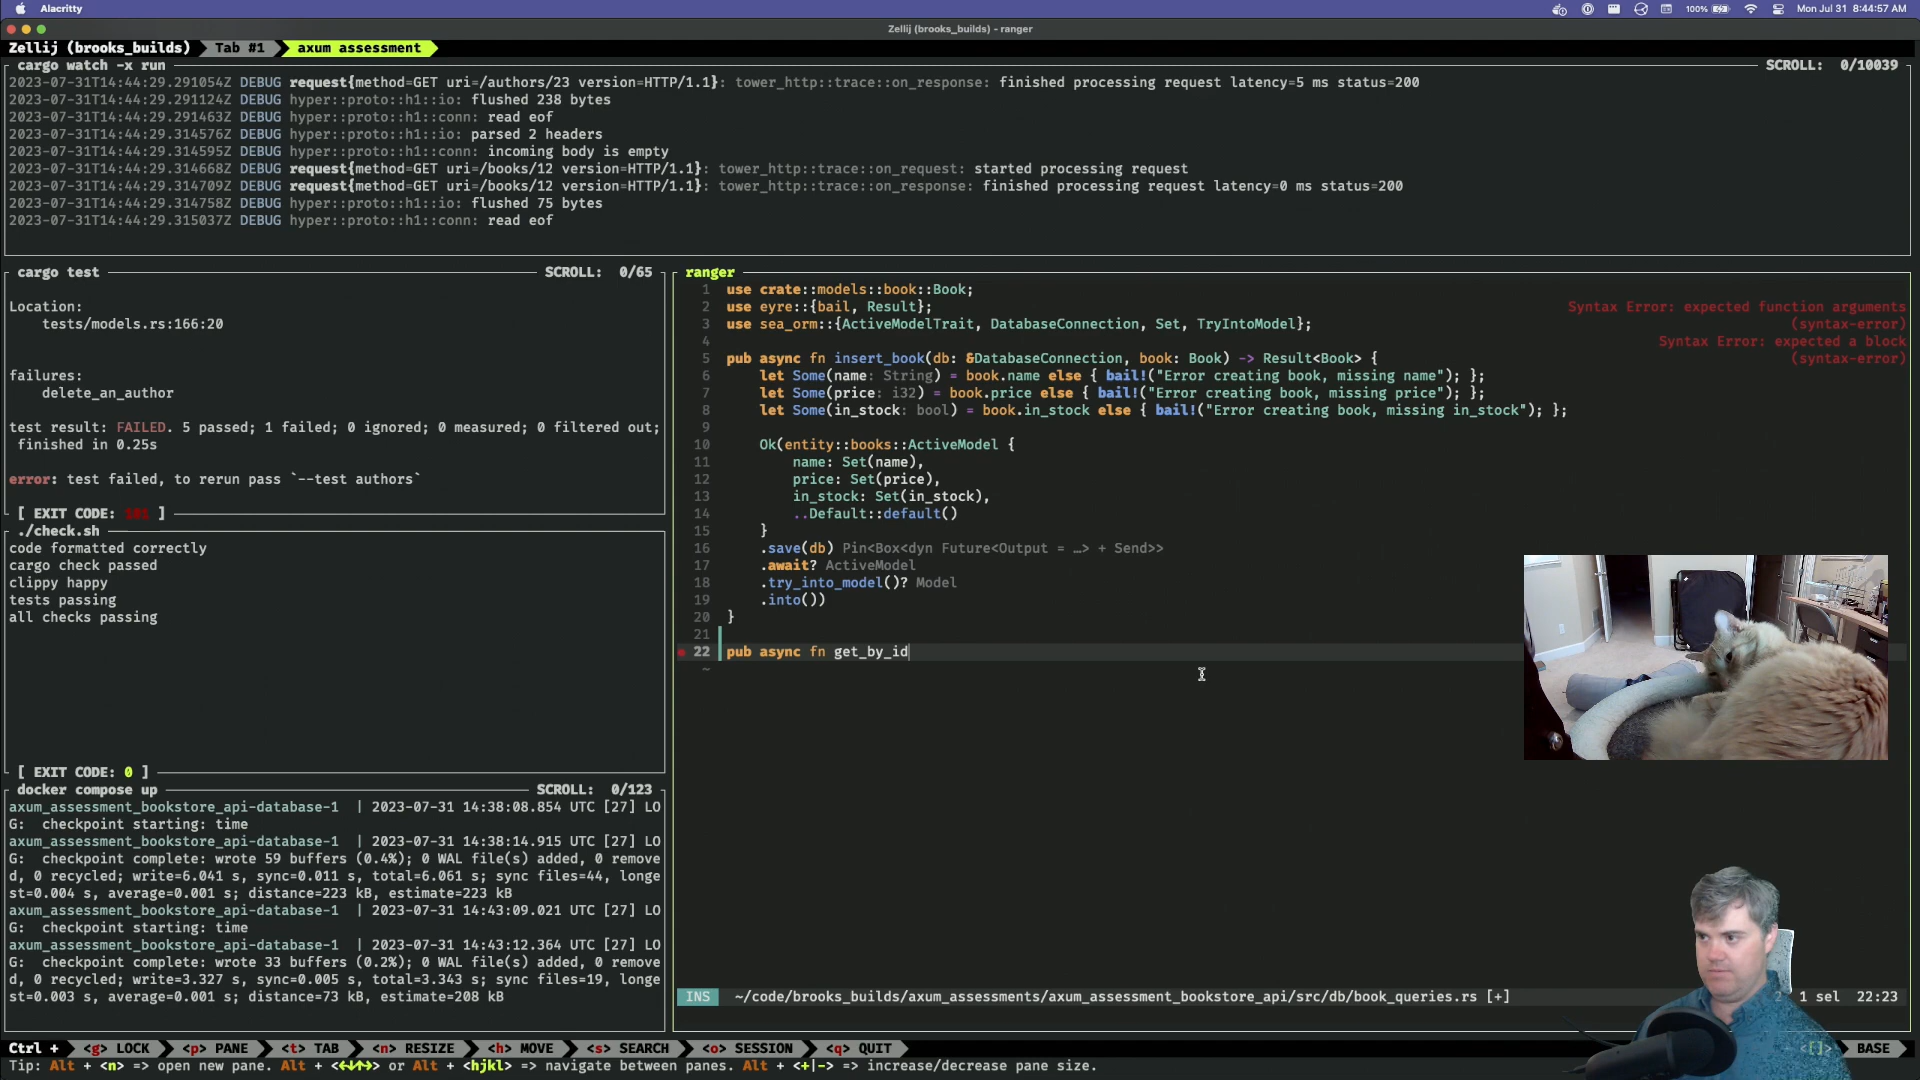 Alacritty
100%
Mon Jul 31 8:44:57 AM
Zellij (brooks_builds) - ranger
Zellij (brooks_builds) Tab #1 axum assessment
cargo watch -x run SCROLL: 0/10039
2023-07-31T14:44:29.291054Z DEBUG request{method=GET uri=/authors/23 version=HTTP/1.1}: tower_http::trace::on_response: finished processing request latency=5 ms status=200
2023-07-31T14:44:29.291124Z DEBUG hyper::proto::h1::io: flushed 238 bytes
2023-07-31T14:44:29.291463Z DEBUG hyper::proto::h1::conn: read eof
2023-07-31T14:44:29.314576Z DEBUG hyper::proto::h1::io: parsed 2 headers
2023-07-31T14:44:29.314595Z DEBUG hyper::proto::h1::conn: incoming body is empty
2023-07-31T14:44:29.314668Z DEBUG request{method=GET uri=/books/12 version=HTTP/1.1}: tower_http::trace::on_request: started processing request
2023-07-31T14:44:29.314709Z DEBUG request{method=GET uri=/books/12 version=HTTP/1.1}: tower_http::trace::on_response: finished processing request latency=0 ms status=200
2023-07-31T14:44:29.314758Z DEBUG hyper::proto::h1::io: flushed 75 bytes
2023-07-31T14:44:29.315037Z DEBUG hyper::proto::h1::conn: read eof
cargo test SCROLL: 0/65
Location:
tests/models.rs:166:20
failures:
delete_an_author
test result: FAILED. 5 passed; 1 failed; 0 ignored; 0 measured; 0 filtered out;
finished in 0.25s
error: test failed, to rerun pass `--test authors`
[ EXIT CODE: 101 ]
./check.sh
code formatted correctly
cargo check passed
clippy happy
tests passing
all checks passing
[ EXIT CODE: 0 ]
docker compose up SCROLL: 0/123
axum_assessment_bookstore_api-database-1 | 2023-07-31 14:38:08.854 UTC [27] LO
G: checkpoint starting: time
axum_assessment_bookstore_api-database-1 | 2023-07-31 14:38:14.915 UTC [27] LO
G: checkpoint complete: wrote 59 buffers (0.4%); 0 WAL file(s) added, 0 remove
d, 0 recycled; write=6.041 s, sync=0.011 s, total=6.061 s; sync files=44, longe
st=0.004 s, average=0.001 s; distance=223 kB, estimate=223 kB
axum_assessment_bookstore_api-database-1 | 2023-07-31 14:43:09.021 UTC [27] LO
G: checkpoint starting: time
axum_assessment_bookstore_api-database-1 | 2023-07-31 14:43:12.364 UTC [27] LO
G: checkpoint complete: wrote 33 buffers (0.2%); 0 WAL file(s) added, 0 remove
d, 0 recycled; write=3.327 s, sync=0.005 s, total=3.343 s; sync files=19, longe
st=0.003 s, average=0.001 s; distance=73 kB, estimate=208 kB
ranger
1 use crate::models::book::Book;
2 use eyre::{bail, Result};
3 use sea_orm::{ActiveModelTrait, DatabaseConnection, Set, TryIntoModel};
4
5 pub async fn insert_book(db: &DatabaseConnection, book: Book) -> Result<Book> {
6 let Some(name: String) = book.name else { bail!("Error creating book, missing name"); };
7 let Some(price: i32) = book.price else { bail!("Error creating book, missing price"); };
8 let Some(in_stock: bool) = book.in_stock else { bail!("Error creating book, missing in_stock"); };
9
10 Ok(entity::books::ActiveModel {
11 name: Set(name),
12 price: Set(price),
13 in_stock: Set(in_stock),
14 ..Default::default()
15 }
16 .save(db) Pin<Box<dyn Future<Output = …> + Send>>
17 .await? ActiveModel
18 .try_into_model()? Model
19 .into())
20 }
21
22 pub async fn get_by_id
~
Syntax Error: expected function arguments
(syntax-error)
Syntax Error: expected a block
(syntax-error)
INS ~/code/brooks_builds/axum_assessments/axum_assessment_bookstore_api/src/db/book_queries.rs [+] 2 1 sel 22:23
Ctrl + <g> LOCK <p> PANE <t> TAB <n> RESIZE <h> MOVE <s> SEARCH <o> SESSION <q> QUIT <[]> BASE
Tip: Alt + <n> => open new pane. Alt + <←↓↑→> or Alt + <hjkl> => navigate between panes. Alt + <+|-> => increase/decrease pane size.